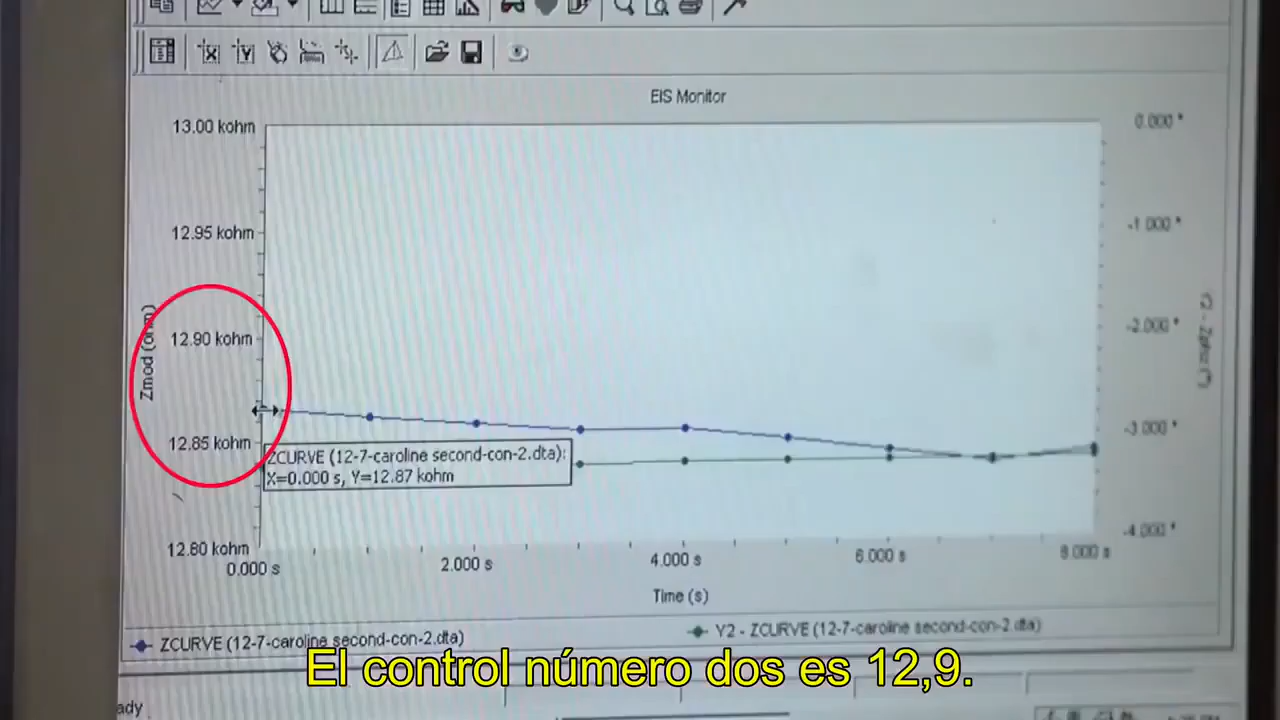 EIS Monitor
13.00 kohm
0.000 °
12.95 kohm
-1.000 °
12.90 kohm
-2.000 °
Zmod (ohm)
12.85 kohm
-3.000 °
ZCURVE (12-7-caroline second-con-2.dta):
X=0.000 s, Y=12.87 kohm
12.80 kohm
-4.000 °
0.000 s
2.000 s
4.000 s
6.000 s
8.000 s
Time (s)
ZCURVE (12-7-caroline second-con-2.dta)
Y2 - ZCURVE (12-7-caroline second-con-2.dta)
El control número dos es 12,9.
ady